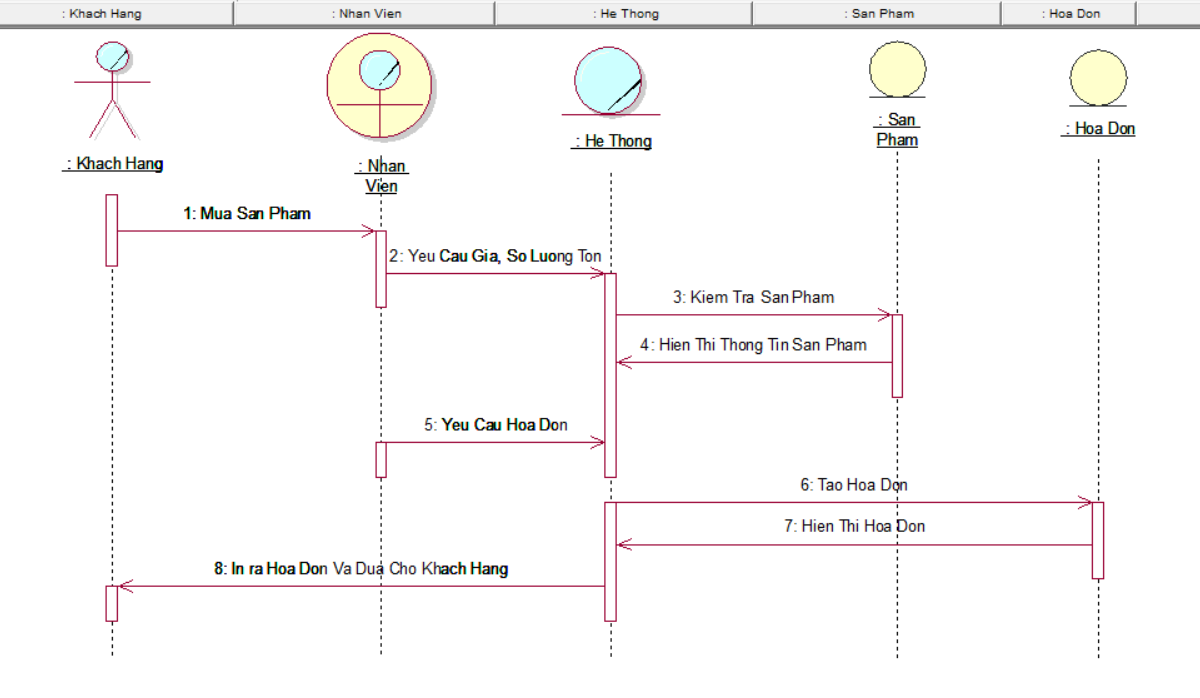 : Khach Hang
: Nhan Vien
: He Thong
: San Pham
: Hoa Don
: Khach Hang
: Nhan
Vien
: He Thong
: San
Pham
: Hoa Don
1: Mua San Pham
2: Yeu Cau Gia, So Luong Ton
3: Kiem Tra San Pham
4: Hien Thi Thong Tin San Pham
5: Yeu Cau Hoa Don
6: Tao Hoa Don
7: Hien Thi Hoa Don
8: In ra Hoa Don Va Dua Cho Khach Hang